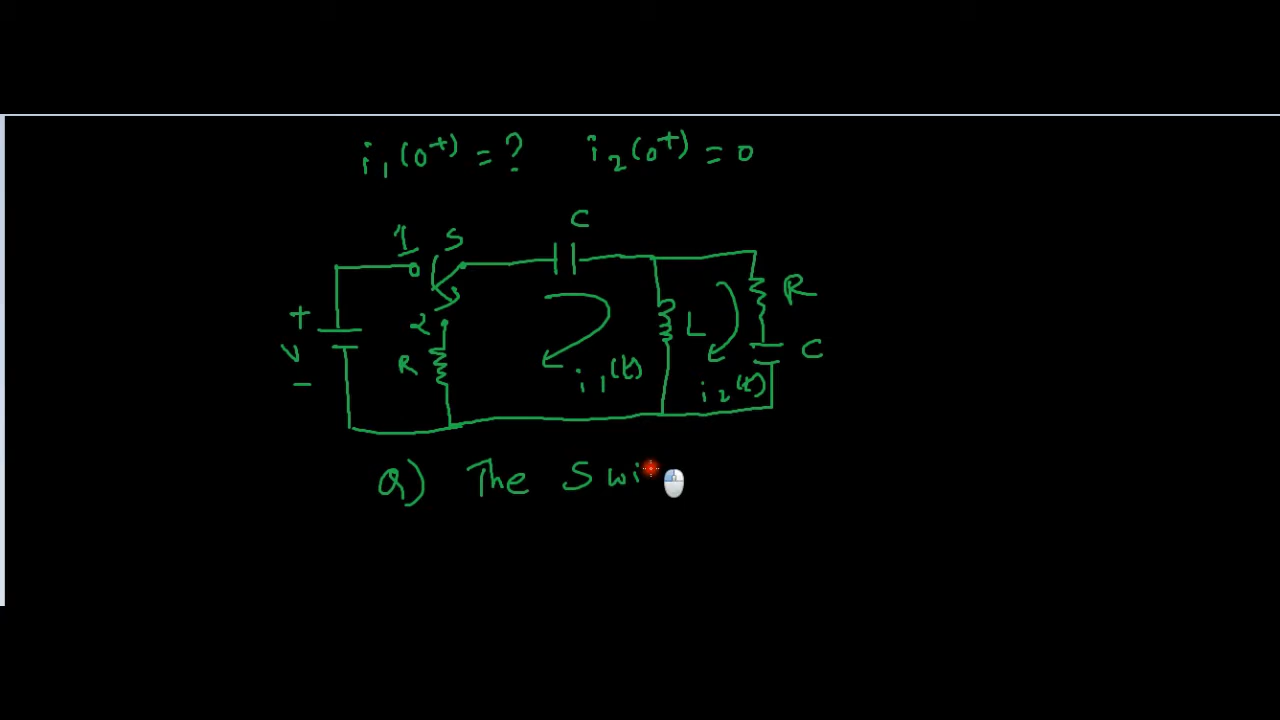 i₁(0⁺) = ? i₂(0⁺) = 0
C
1 S
+ 2 R
V R L C
−
i₁(t) i₂(t)
Q) The Swi